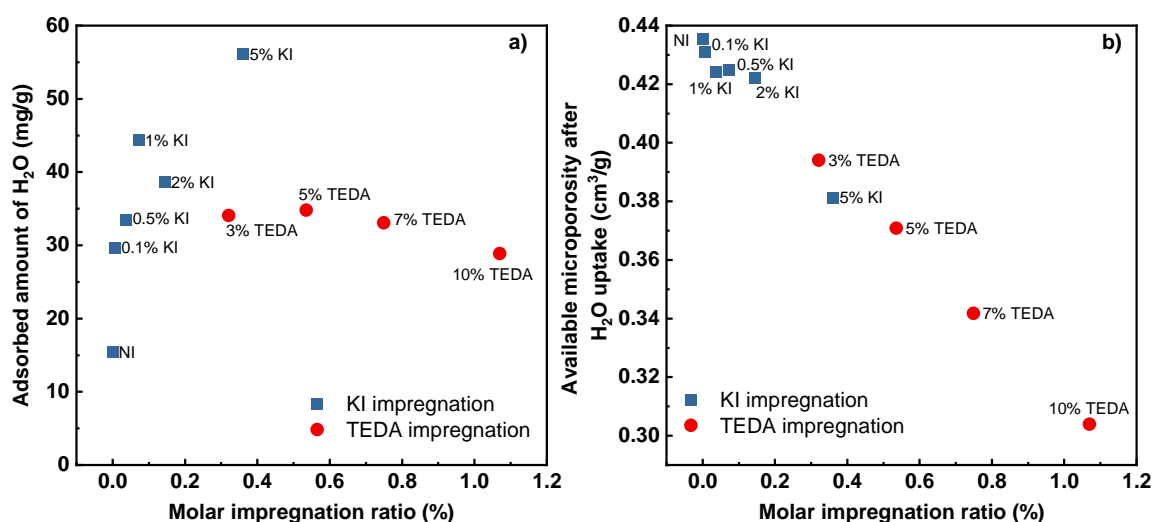 a)
Adsorbed amount of H₂O (mg/g)
60
50
40
30
20
10
0
5% KI
1% KI
2% KI
0.5% KI
0.1% KI
NI
3% TEDA
5% TEDA
7% TEDA
10% TEDA
KI impregnation
TEDA impregnation
0.0 0.2 0.4 0.6 0.8 1.0 1.2
Molar impregnation ratio (%)
b)
Available microporosity after
H₂O uptake (cm³/g)
0.44
0.42
0.40
0.38
0.36
0.34
0.32
0.30
NI
0.1% KI
0.5% KI
1% KI
2% KI
3% TEDA
5% KI
5% TEDA
7% TEDA
10% TEDA
KI impregnation
TEDA impregnation
0.0 0.2 0.4 0.6 0.8 1.0 1.2
Molar impregnation ratio (%)